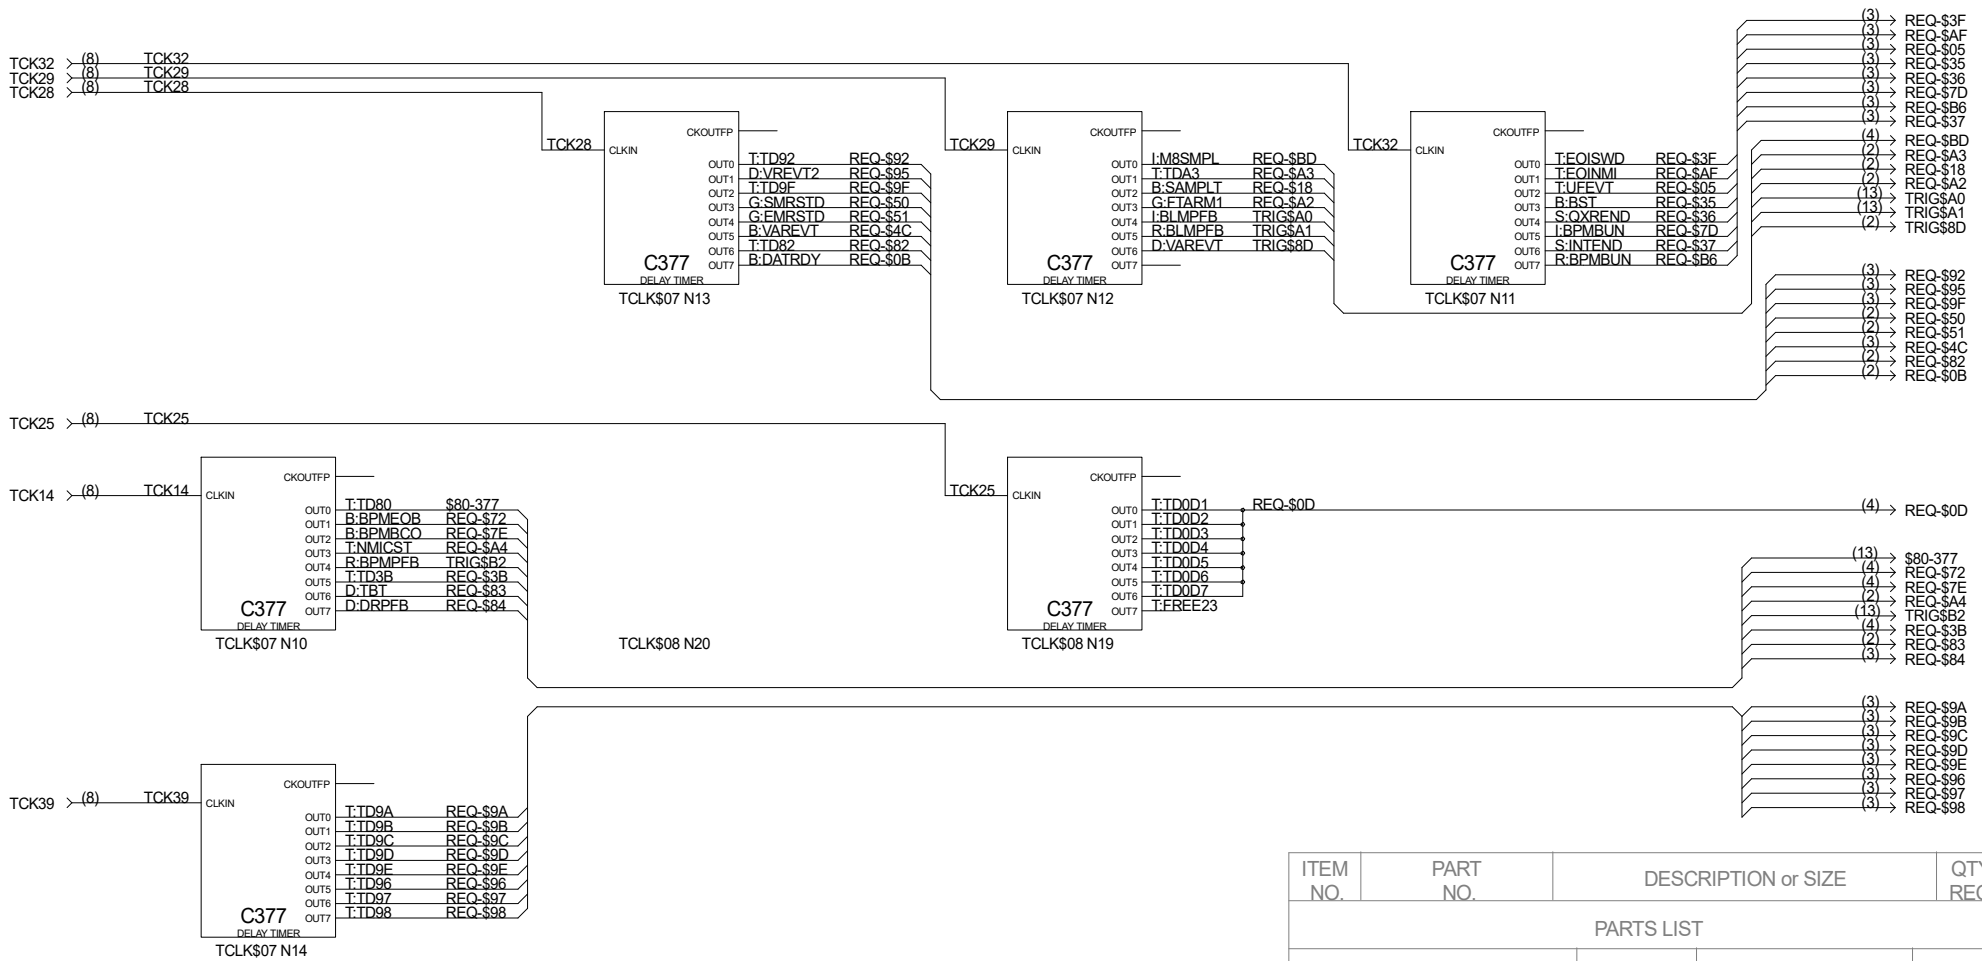 TCK32 (8) TCK32
TCK29 (8) TCK29
TCK28 (8) TCK28
(3) REQ-$3F
(3) REQ-$AF
(3) REQ-$05
(3) REQ-$35
(3) REQ-$36
(3) REQ-$7D
(3) REQ-$B6
(3) REQ-$37
(4) REQ-$BD
(2) REQ-$A3
(2) REQ-$18
(2) REQ-$A2
(13) TRIG$A0
(13) TRIG$A1
(2) TRIG$8D
TCK28 CLKIN
CKOUTFP
OUT0 T:TD92 REQ-$92
OUT1 D:VREVT2 REQ-$95
OUT2 T:TD9F REQ-$9F
OUT3 G:SMRSTD REQ-$50
OUT4 G:EMRSTD REQ-$51
OUT5 B:VAREVT REQ-$4C
OUT6 T:TD82 REQ-$82
OUT7 B:DATRDY REQ-$0B
C377
DELAY TIMER
TCLK$07 N13
TCK29 CLKIN
CKOUTFP
OUT0 I:M8SMPL REQ-$BD
OUT1 T:TDA3 REQ-$A3
OUT2 B:SAMPLT REQ-$18
OUT3 G:FTARM1 REQ-$A2
OUT4 I:BLMPFB TRIG$A0
OUT5 R:BLMPFB TRIG$A1
OUT6 D:VAREVT TRIG$8D
OUT7
C377
DELAY TIMER
TCLK$07 N12
TCK32 CLKIN
CKOUTFP
OUT0 T:EOISWD REQ-$3F
OUT1 T:EOINMI REQ-$AF
OUT2 T:UFEVT REQ-$05
OUT3 B:BST REQ-$35
OUT4 S:QXREND REQ-$36
OUT5 I:BPMBUN REQ-$7D
OUT6 S:INTEND REQ-$37
OUT7 R:BPMBUN REQ-$B6
C377
DELAY TIMER
TCLK$07 N11
(3) REQ-$92
(3) REQ-$95
(3) REQ-$9F
(2) REQ-$50
(2) REQ-$51
(3) REQ-$4C
(2) REQ-$82
(2) REQ-$0B
TCK25 (8) TCK25
TCK14 (8) TCK14 CLKIN
CKOUTFP
OUT0 T:TD80 $80-377
OUT1 B:BPMEOB REQ-$72
OUT2 B:BPMBCO REQ-$7E
OUT3 T:NMICST REQ-$A4
OUT4 R:BPMPFB TRIG$B2
OUT5 T:TD3B REQ-$3B
OUT6 D:TBT REQ-$83
OUT7 D:DRPFB REQ-$84
C377
DELAY TIMER
TCLK$07 N10
TCLK$08 N20
TCK25 CLKIN
CKOUTFP
OUT0 T:TD0D1 REQ-$0D
OUT1 T:TD0D2
OUT2 T:TD0D3
OUT3 T:TD0D4
OUT4 T:TD0D5
OUT5 T:TD0D6
OUT6 T:TD0D7
OUT7 T:FREE23
C377
DELAY TIMER
TCLK$08 N19
(4) REQ-$0D
(13) $80-377
(4) REQ-$72
(4) REQ-$7E
(2) REQ-$A4
(13) TRIG$B2
(4) REQ-$3B
(2) REQ-$83
(3) REQ-$84
(3) REQ-$9A
(3) REQ-$9B
(3) REQ-$9C
(3) REQ-$9D
(3) REQ-$9E
(3) REQ-$96
(3) REQ-$97
(3) REQ-$98
TCK39 (8) TCK39 CLKIN
CKOUTFP
OUT0 T:TD9A REQ-$9A
OUT1 T:TD9B REQ-$9B
OUT2 T:TD9C REQ-$9C
OUT3 T:TD9D REQ-$9D
OUT4 T:TD9E REQ-$9E
OUT5 T:TD96 REQ-$96
OUT6 T:TD97 REQ-$97
OUT7 T:TD98 REQ-$98
C377
DELAY TIMER
TCLK$07 N14
ITEM PART DESCRIPTION or SIZE
NO. NO.
PARTS LIST